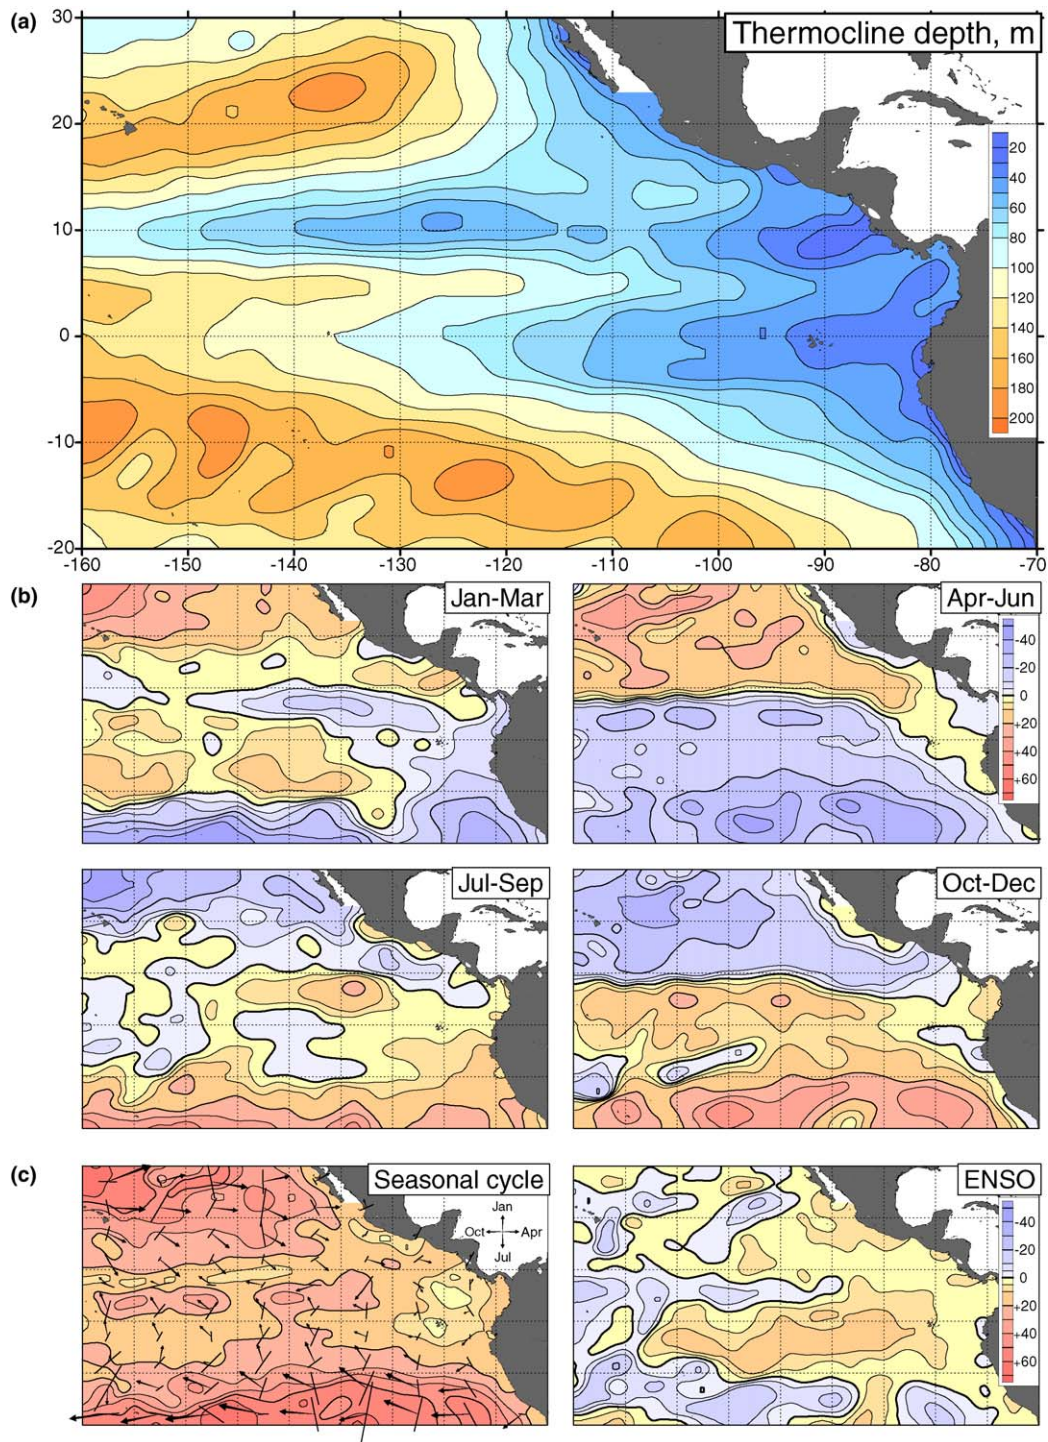 (a)
Thermocline depth, m
30
20
10
0
-10
-20
-160
-150
-140
-130
-120
-110
-100
-90
-80
-70
20
40
60
80
100
120
140
160
180
200
(b)
Jan-Mar
Apr-Jun
-40
-20
0
+20
+40
+60
Jul-Sep
Oct-Dec
(c)
Seasonal cycle
Jan
Oct
Apr
Jul
ENSO
-40
-20
0
+20
+40
+60